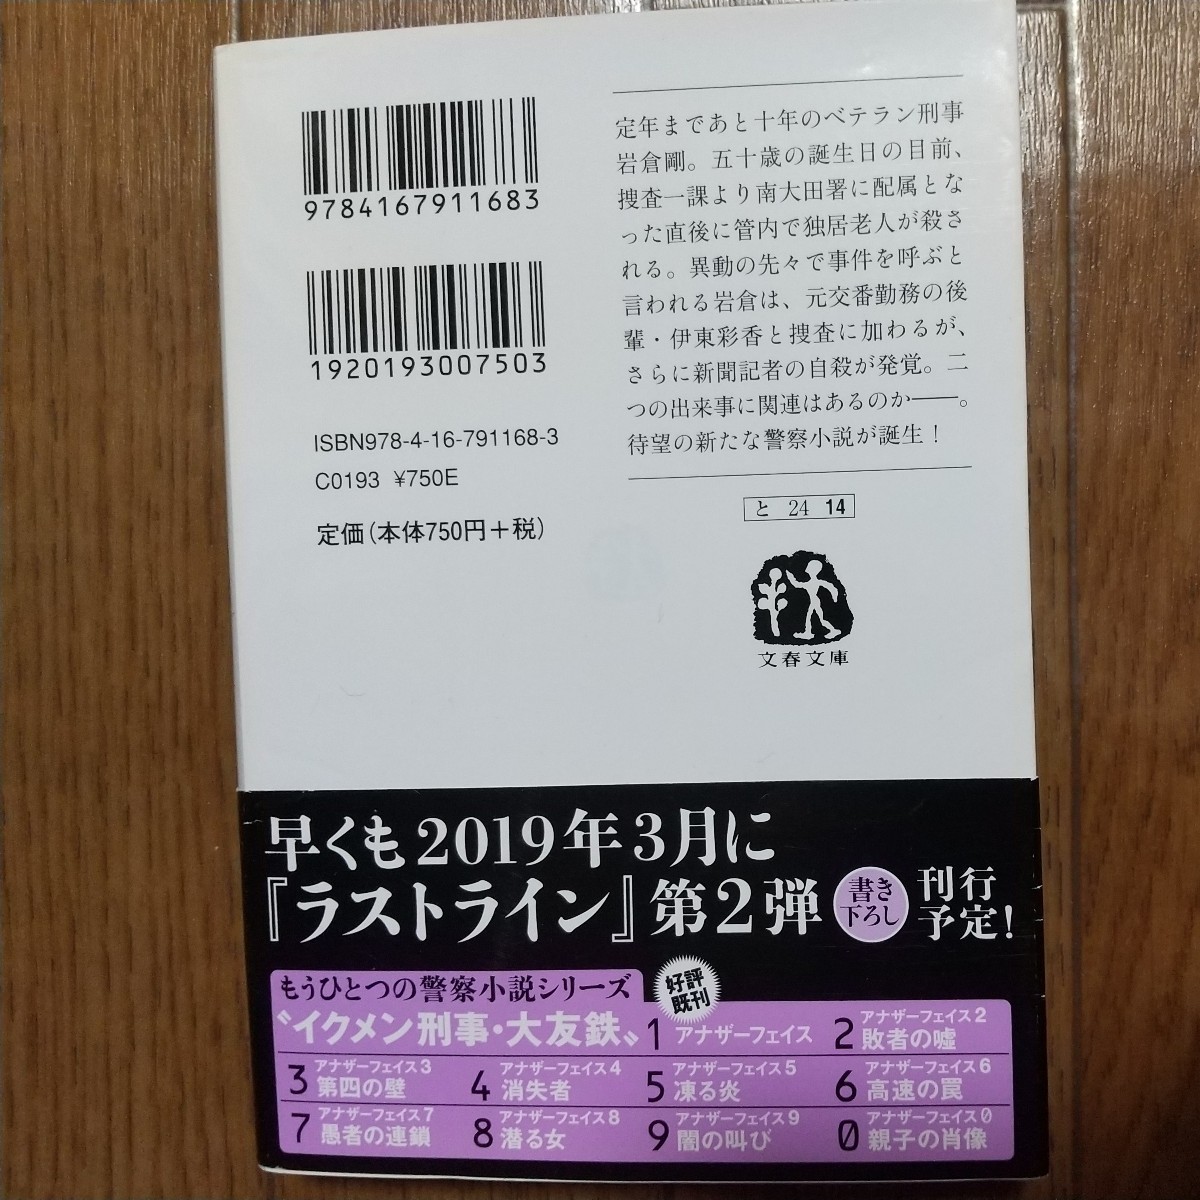 9784167911683
1920193007503
ISBN978-4-16-791168-3
C0193 ¥750E
定価(本体750円+税)
定年まであと十年のベテラン刑事
岩倉剛。五十歳の誕生日の目前、
捜査一課より南大田署に配属とな
った直後に管内で独居老人が殺さ
れる。異動の先々で事件を呼ぶと
言われる岩倉は、元交番勤務の後
輩・伊東彩香と捜査に加わるが、
さらに新聞記者の自殺が発覚。二
つの出来事に関連はあるのか――。
待望の新たな警察小説が誕生!
と 24 14
文春文庫
早くも2019年3月に
『ラストライン』第2弾
書き
下ろし
刊行
予定!
もうひとつの警察小説シリーズ
〝イクメン刑事・大友鉄〟
好評
既刊
1 アナザーフェイス
2 アナザーフェイス2
敗者の嘘
3 アナザーフェイス3
第四の壁
4 アナザーフェイス4
消失者
5 アナザーフェイス5
凍る炎
6 アナザーフェイス6
高速の罠
7 アナザーフェイス7
愚者の連鎖
8 アナザーフェイス8
潜る女
9 アナザーフェイス9
闇の叫び
0 アナザーフェイス0
親子の肖像